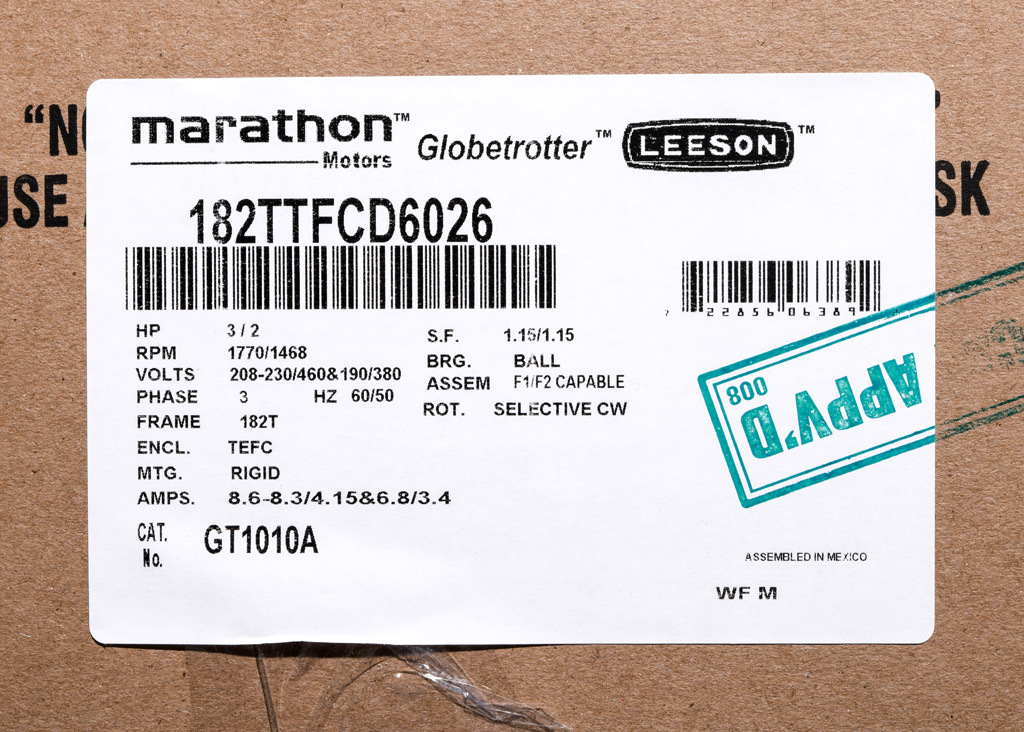 "N
USE
SK
marathon™
Motors
Globetrotter™
LEESON™
182TTFCD6026
7 22856 06389
HP 3/2
RPM 1770/1468
VOLTS 208-230/460&190/380
PHASE 3 HZ 60/50
FRAME 182T
ENCL. TEFC
MTG. RIGID
AMPS. 8.6-8.3/4.15&6.8/3.4
S.F. 1.15/1.15
BRG. BALL
ASSEM F1/F2 CAPABLE
ROT. SELECTIVE CW
CAT. No. GT1010A
APPV'D
008
ASSEMBLED IN MEXICO
WF M